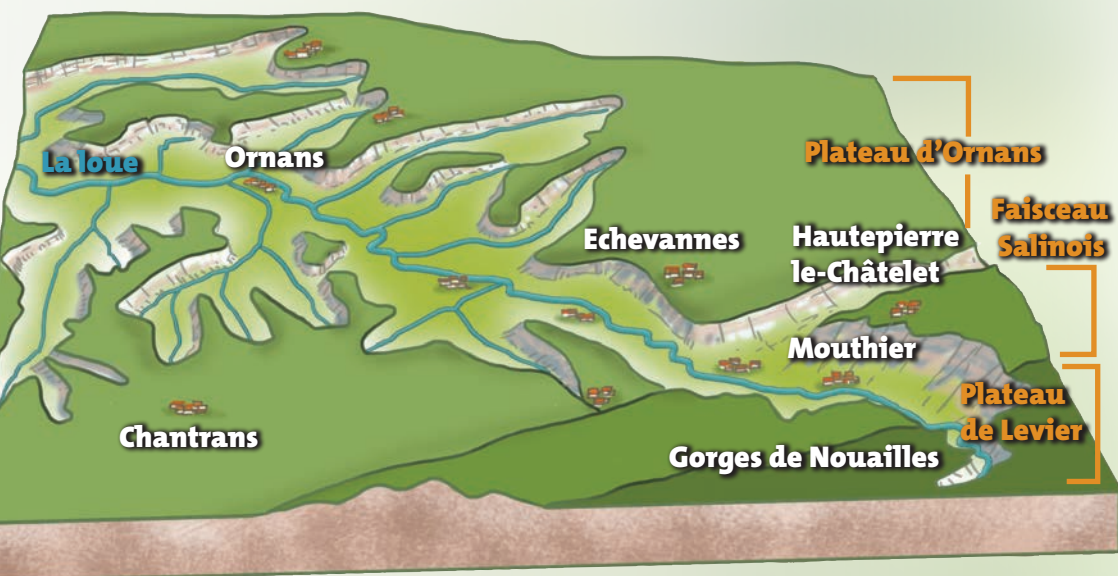 Plateau d'Ornans
La loue
Ornans
Faisceau
Salinois
Echevannes
Hautepierre
le-Châtelet
Mouthier
Plateau
de Levier
Chantrans
Gorges de Nouailles